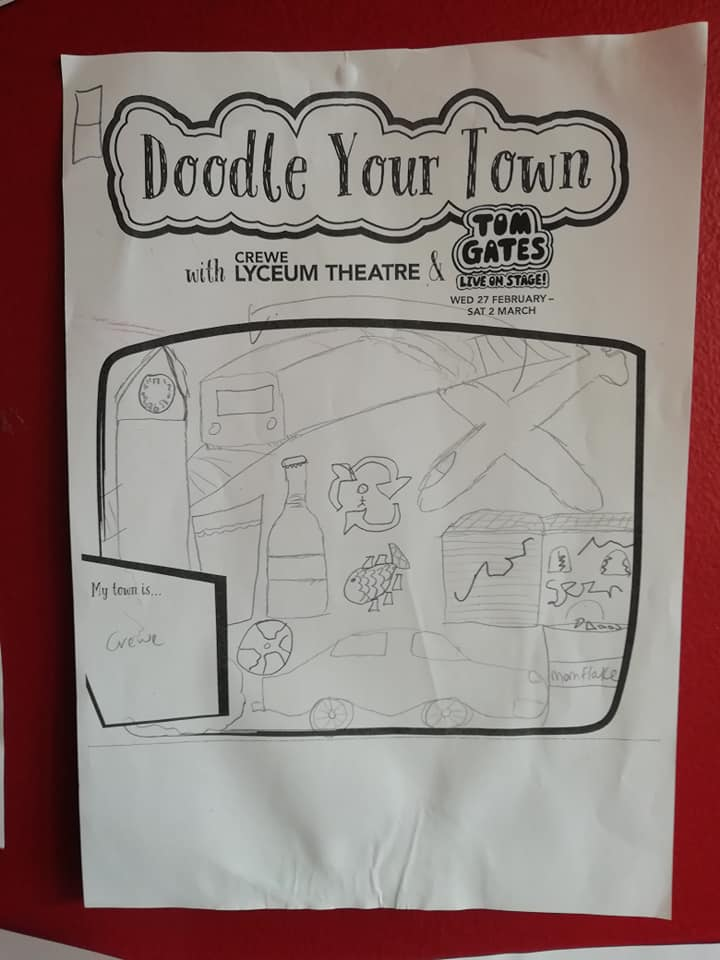 Doodle Your Town
with CREWE LYCEUM THEATRE &
TOM
GATES
LIVE ON STAGE!
WED 27 FEBRUARY –
SAT 2 MARCH
My town is...
Crewe
mornflake